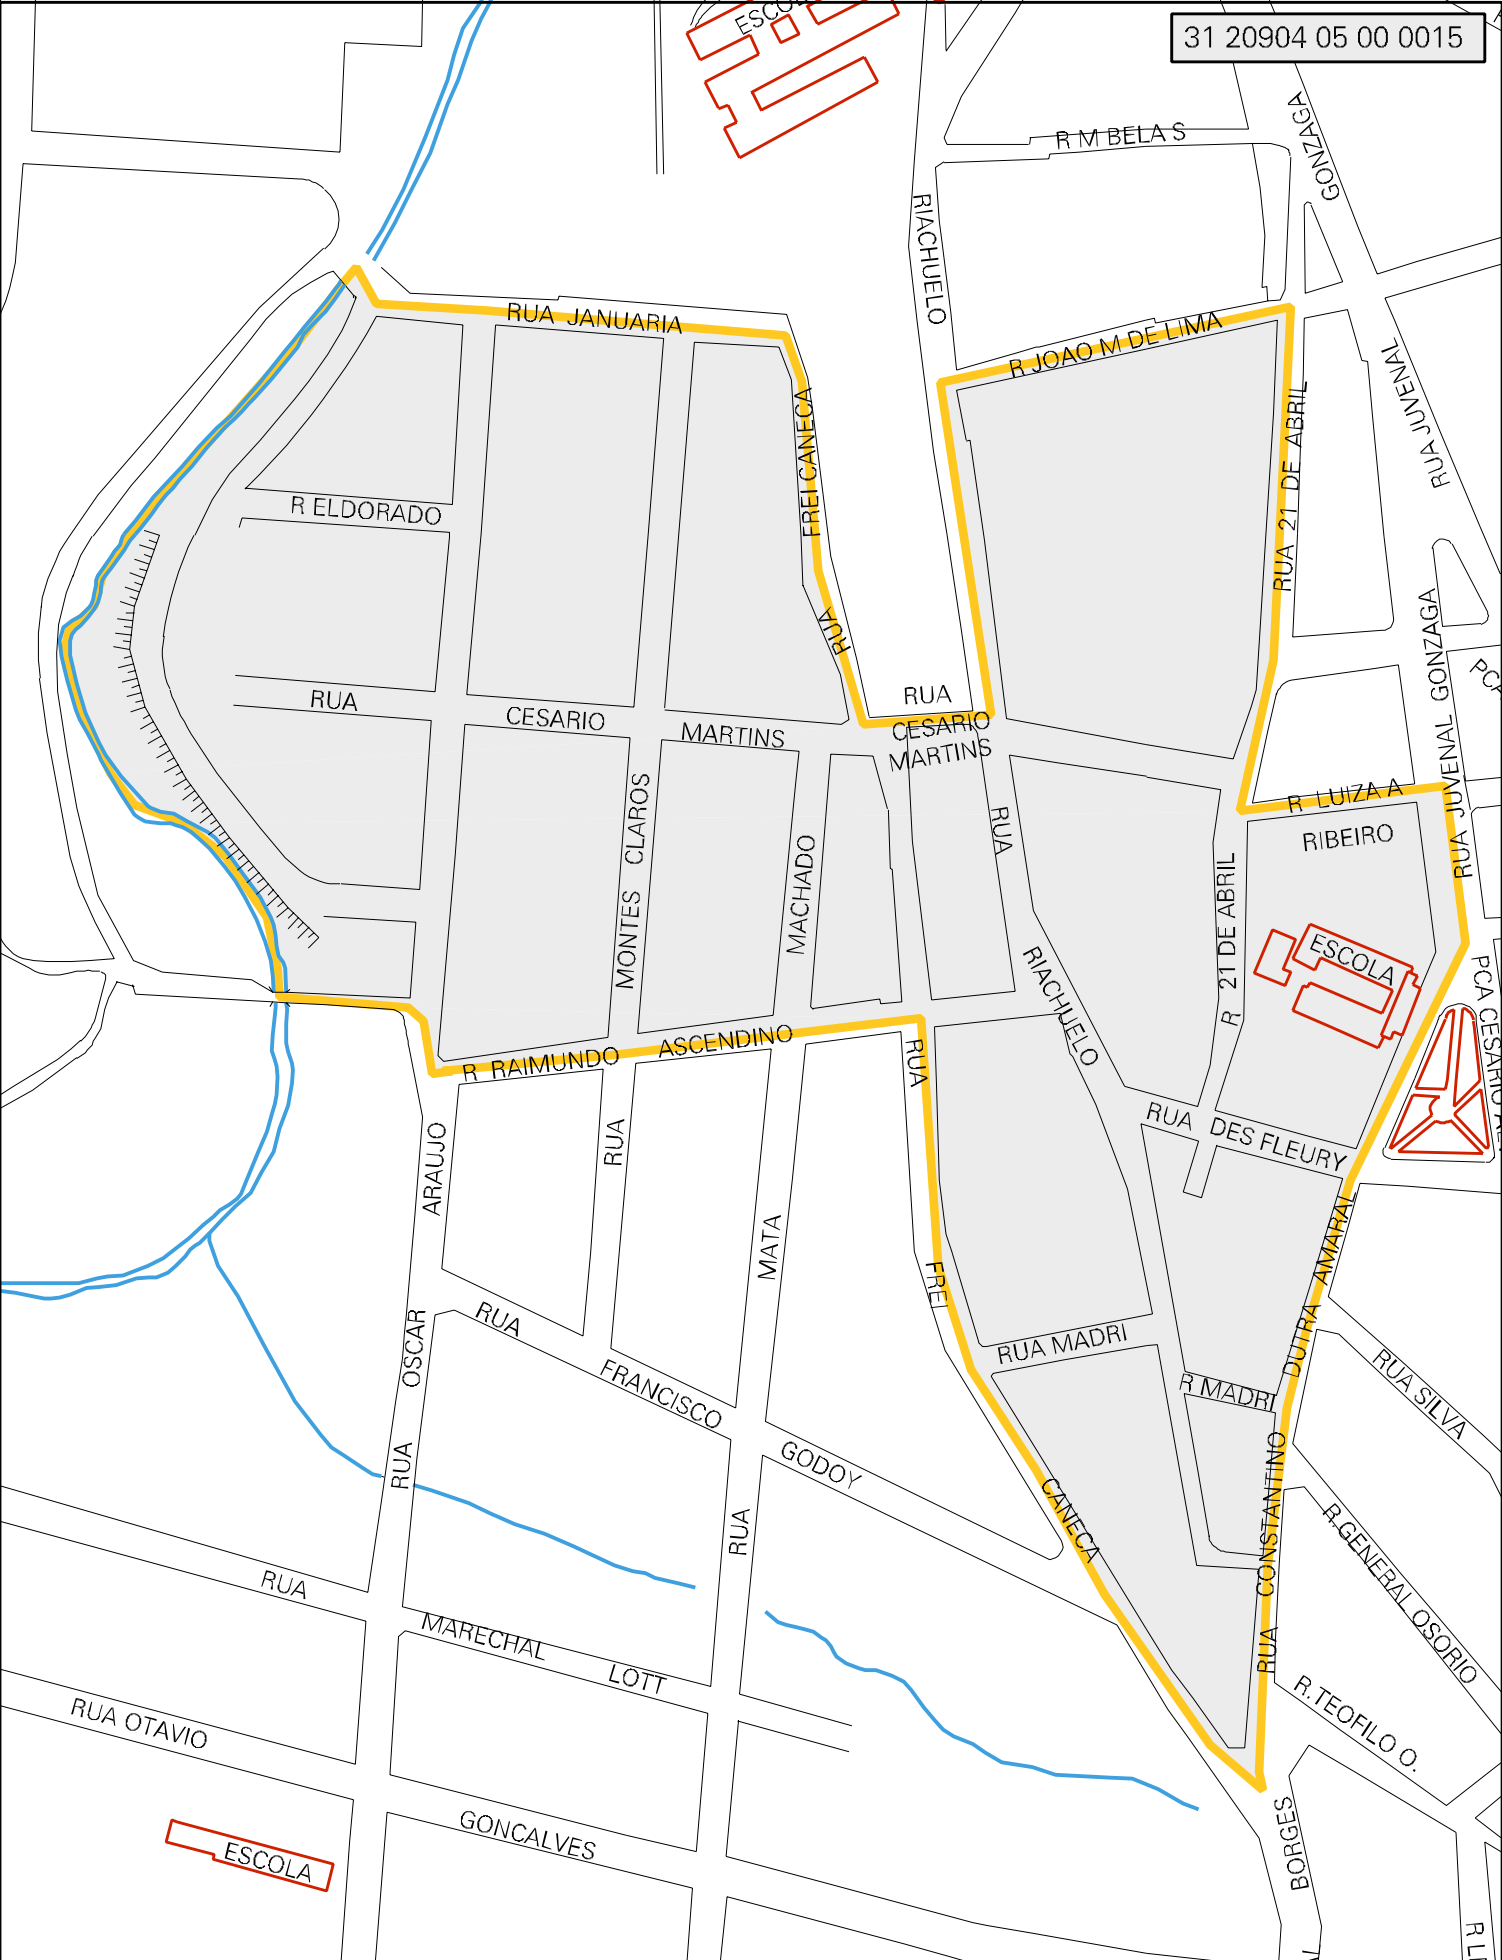 ESCOLA
31 20904 05 00 0015
R M BELA S
GONZAGA
RIACHUELO
RUA JANUARIA
R JOAO M DE LIMA
RUA JUVENAL
FREI CANECA
RUA
RUA 21 DE ABRIL
R ELDORADO
RUA JUVENAL GONZAGA
RUA
CESARIO
MARTINS
RUA
CESARIO
MARTINS
R LUIZA A
RIBEIRO
RUA
MONTES CLAROS
MACHADO
R 21 DE ABRIL
ESCOLA
RIACHUELO
PCA CESARIO
R RAIMUNDO ASCENDINO
RUA
RUA DES FLEURY
ARAUJO
RUA
MATA
FREI
RUA CONSTANTINO DUTRA AMARAL
RUA MADRI
R MADRI
RUA OSCAR
RUA
FRANCISCO
GODOY
RUA SILVA
CANECA
RUA
R.GENERAL OSORIO
RUA
MARECHAL
LOTT
R.TEOFILO O.
RUA OTAVIO
GONCALVES
BORGES
ESCOLA